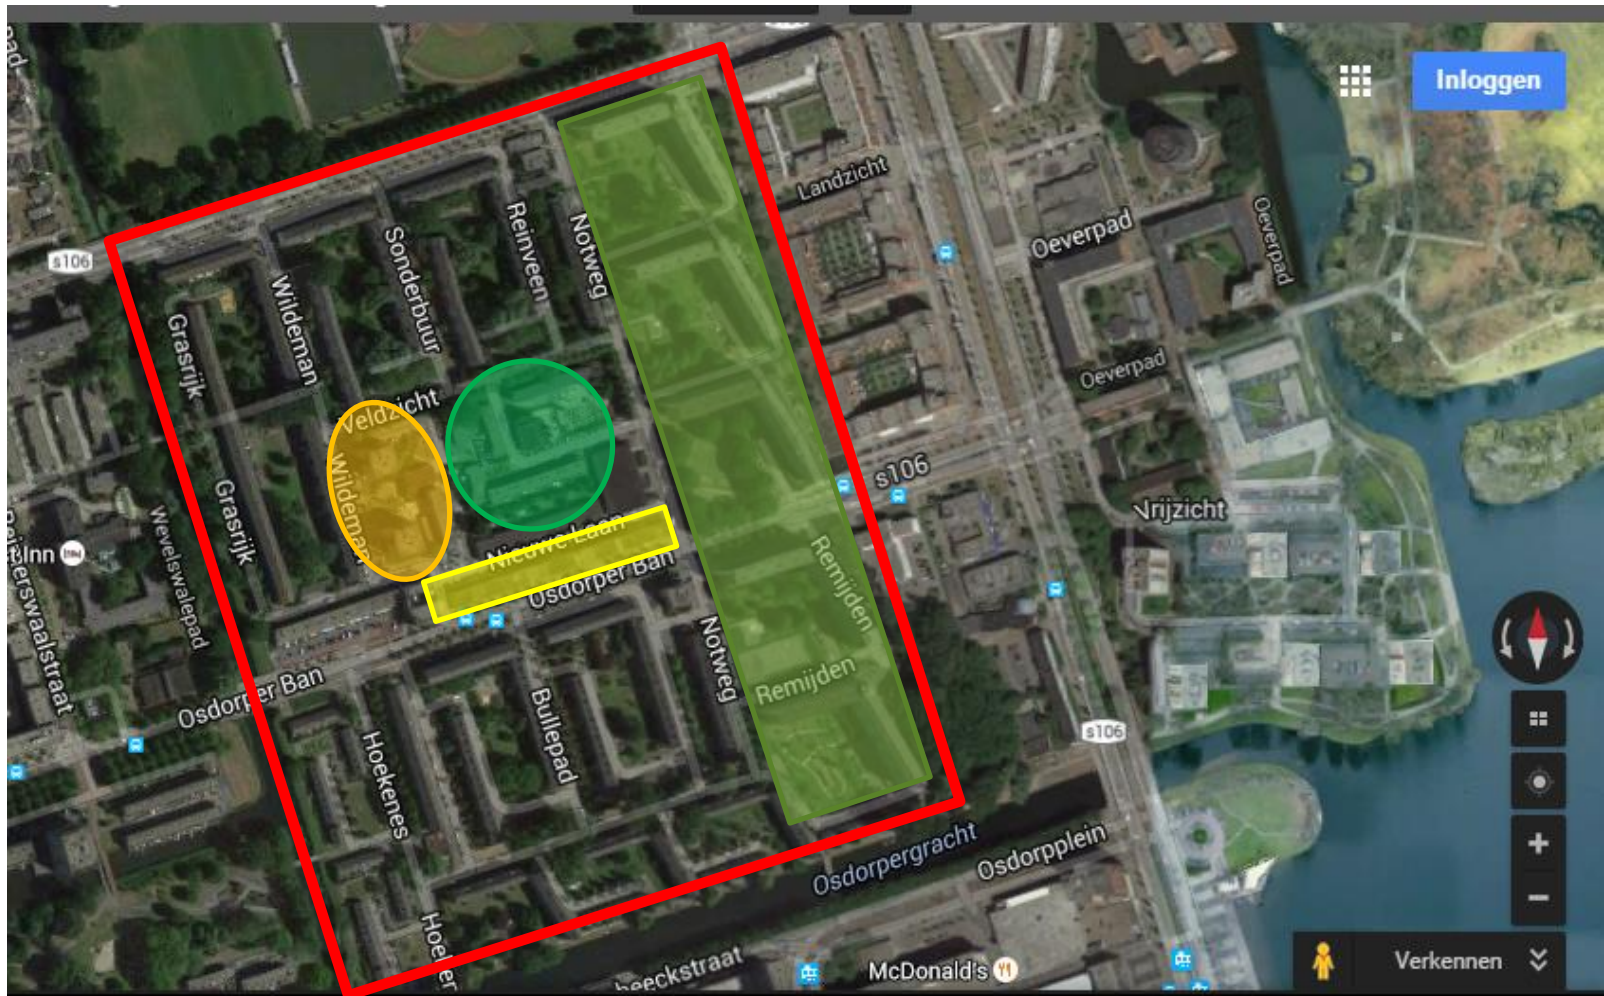 Inloggen
Landzicht
s106
Oeverpad
Oeverpad
Reinveen
Sonderbuur
Notweg
Wildeman
Grasrijk
Oeverpad
Veldzicht
s106
Wildeman
Grasrijk
Wevelswalepad
Vrijzicht
Nieuwe Laan
Osdorper Ban
Inn
Remijden
Notweg
Remijden
Osdorper Ban
Bullepad
Hoekenes
s106
Osdorpergracht
Osdorpplein
McDonald's
Verkennen